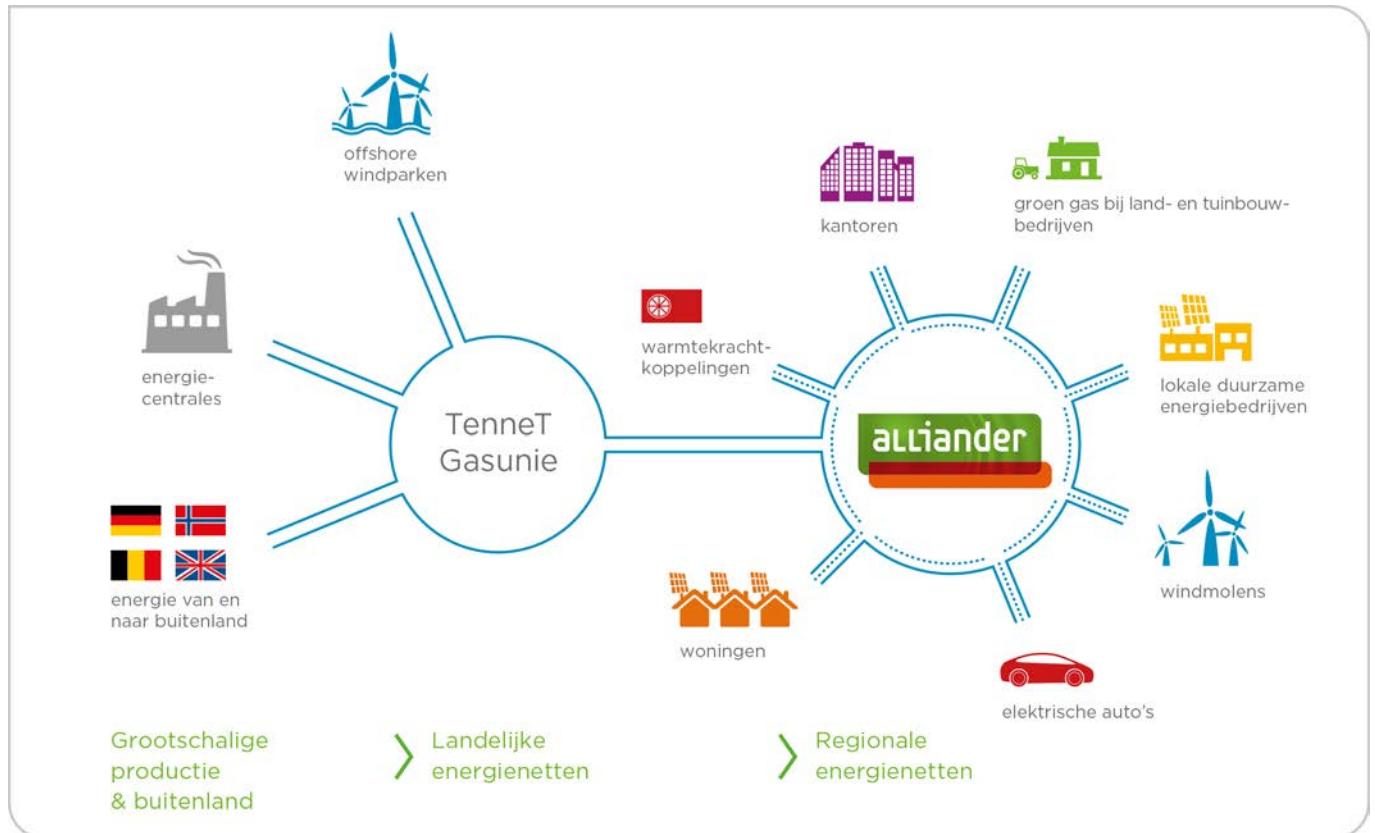 offshore
windparken
kantoren
groen gas bij land- en tuinbouw-
bedrijven
energie-
centrales
warmtekracht-
koppelingen
lokale duurzame
energiebedrijven
TenneT
Gasunie
alliander
energie van en
naar buitenland
woningen
windmolens
elektrische auto's
Grootschalige
productie
& buitenland
Landelijke
energienetten
Regionale
energienetten